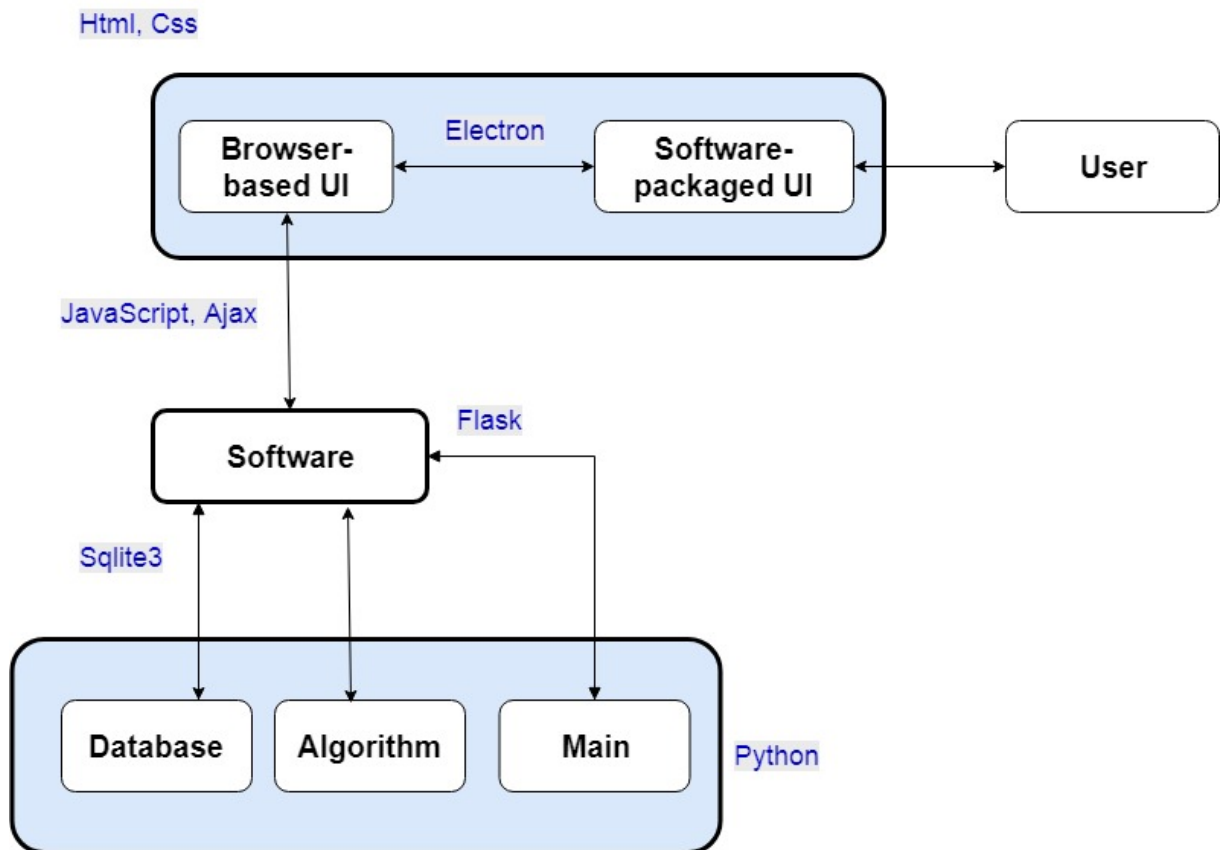 Html, Css
Browser-
based UI
Electron
Software-
packaged UI
User
JavaScript, Ajax
Software
Flask
Sqlite3
Database
Algorithm
Main
Python